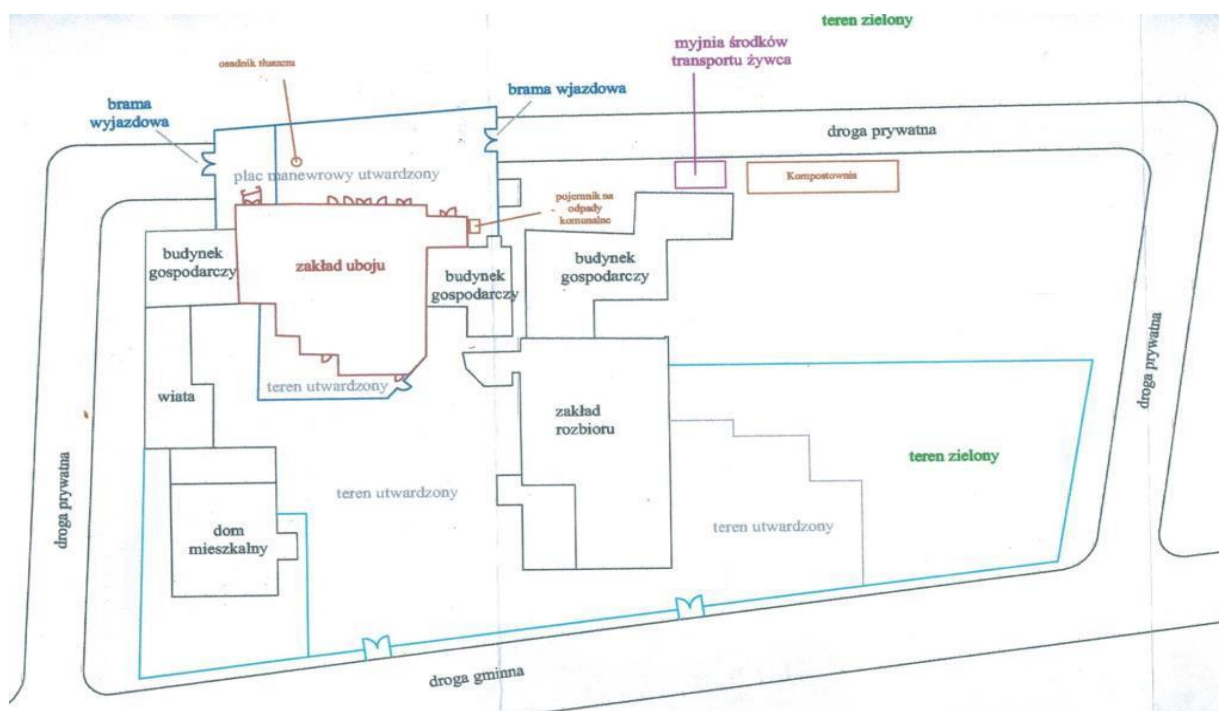 teren zielony
myjnia środków
transportu żywca
osadnik tłuszczu
brama
wyjazdowa
brama wjazdowa
droga prywatna
plac manewrowy utwardzony
Kompostownia
pojemnik na
odpady
komunalne
budynek
gospodarczy
zakład uboju
budynek
gospodarczy
budynek
gospodarczy
droga prywatna
teren utwardzony
wiata
zakład
rozbioru
teren zielony
droga prywatna
teren utwardzony
teren utwardzony
dom
mieszkalny
droga gminna